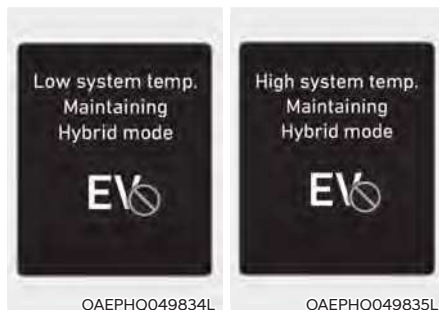 Low system temp.
Maintaining
Hybrid mode
EV
OAEPHO049834L
High system temp.
Maintaining
Hybrid mode
EV
OAEPHO049835L